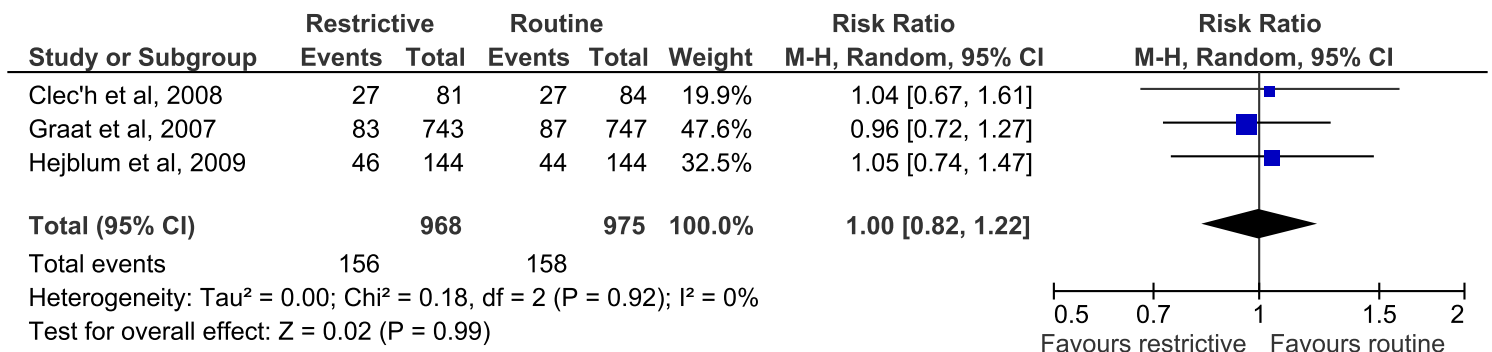 Restrictive Routine Risk Ratio Risk Ratio
Study or Subgroup Events Total Events Total Weight M-H, Random, 95% CI M-H, Random, 95% CI
Clec'h et al, 2008 27 81 27 84 19.9% 1.04 [0.67, 1.61]
Graat et al, 2007 83 743 87 747 47.6% 0.96 [0.72, 1.27]
Hejblum et al, 2009 46 144 44 144 32.5% 1.05 [0.74, 1.47]
Total (95% CI) 968 975 100.0% 1.00 [0.82, 1.22]
Total events 156 158
Heterogeneity: Tau² = 0.00; Chi² = 0.18, df = 2 (P = 0.92); I² = 0%
Test for overall effect: Z = 0.02 (P = 0.99)
0.5 0.7 1 1.5 2
Favours restrictive Favours routine